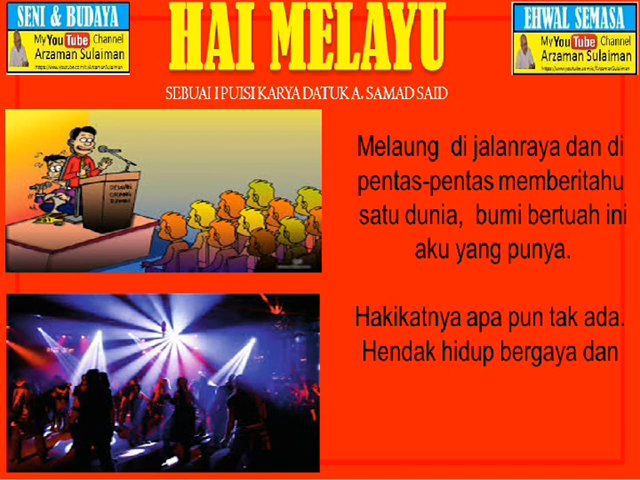 SENI & BUDAYA
My YouTube Channel
Arzaman Sulaiman
HAI MELAYU
EHWAL SEMASA
My YouTube Channel
Arzaman Sulaiman
SEBUAH PUISI KARYA DATUK A. SAMAD SAID
Melaung di jalanraya dan di
pentas-pentas memberitahu
satu dunia, bumi bertuah ini
aku yang punya.
Hakikatnya apa pun tak ada.
Hendak hidup bergaya dan